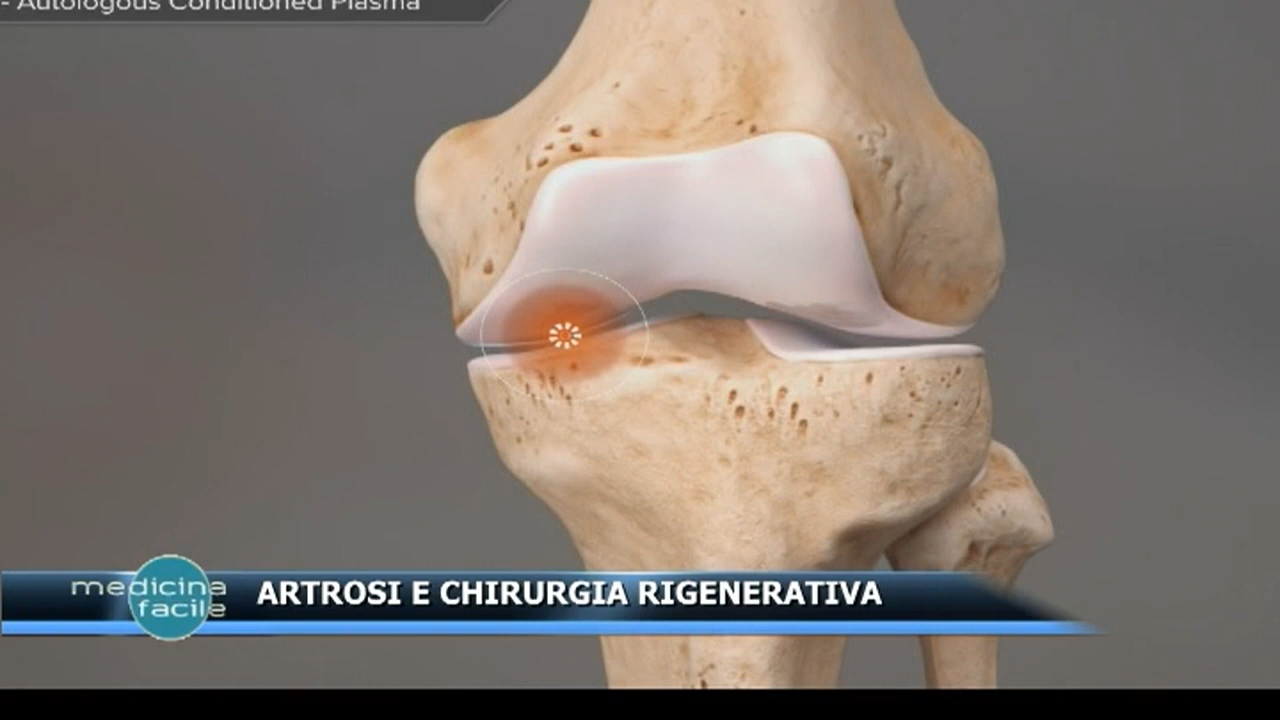 - Autologous Conditioned Plasma
medicina
facile
ARTROSI E CHIRURGIA RIGENERATIVA